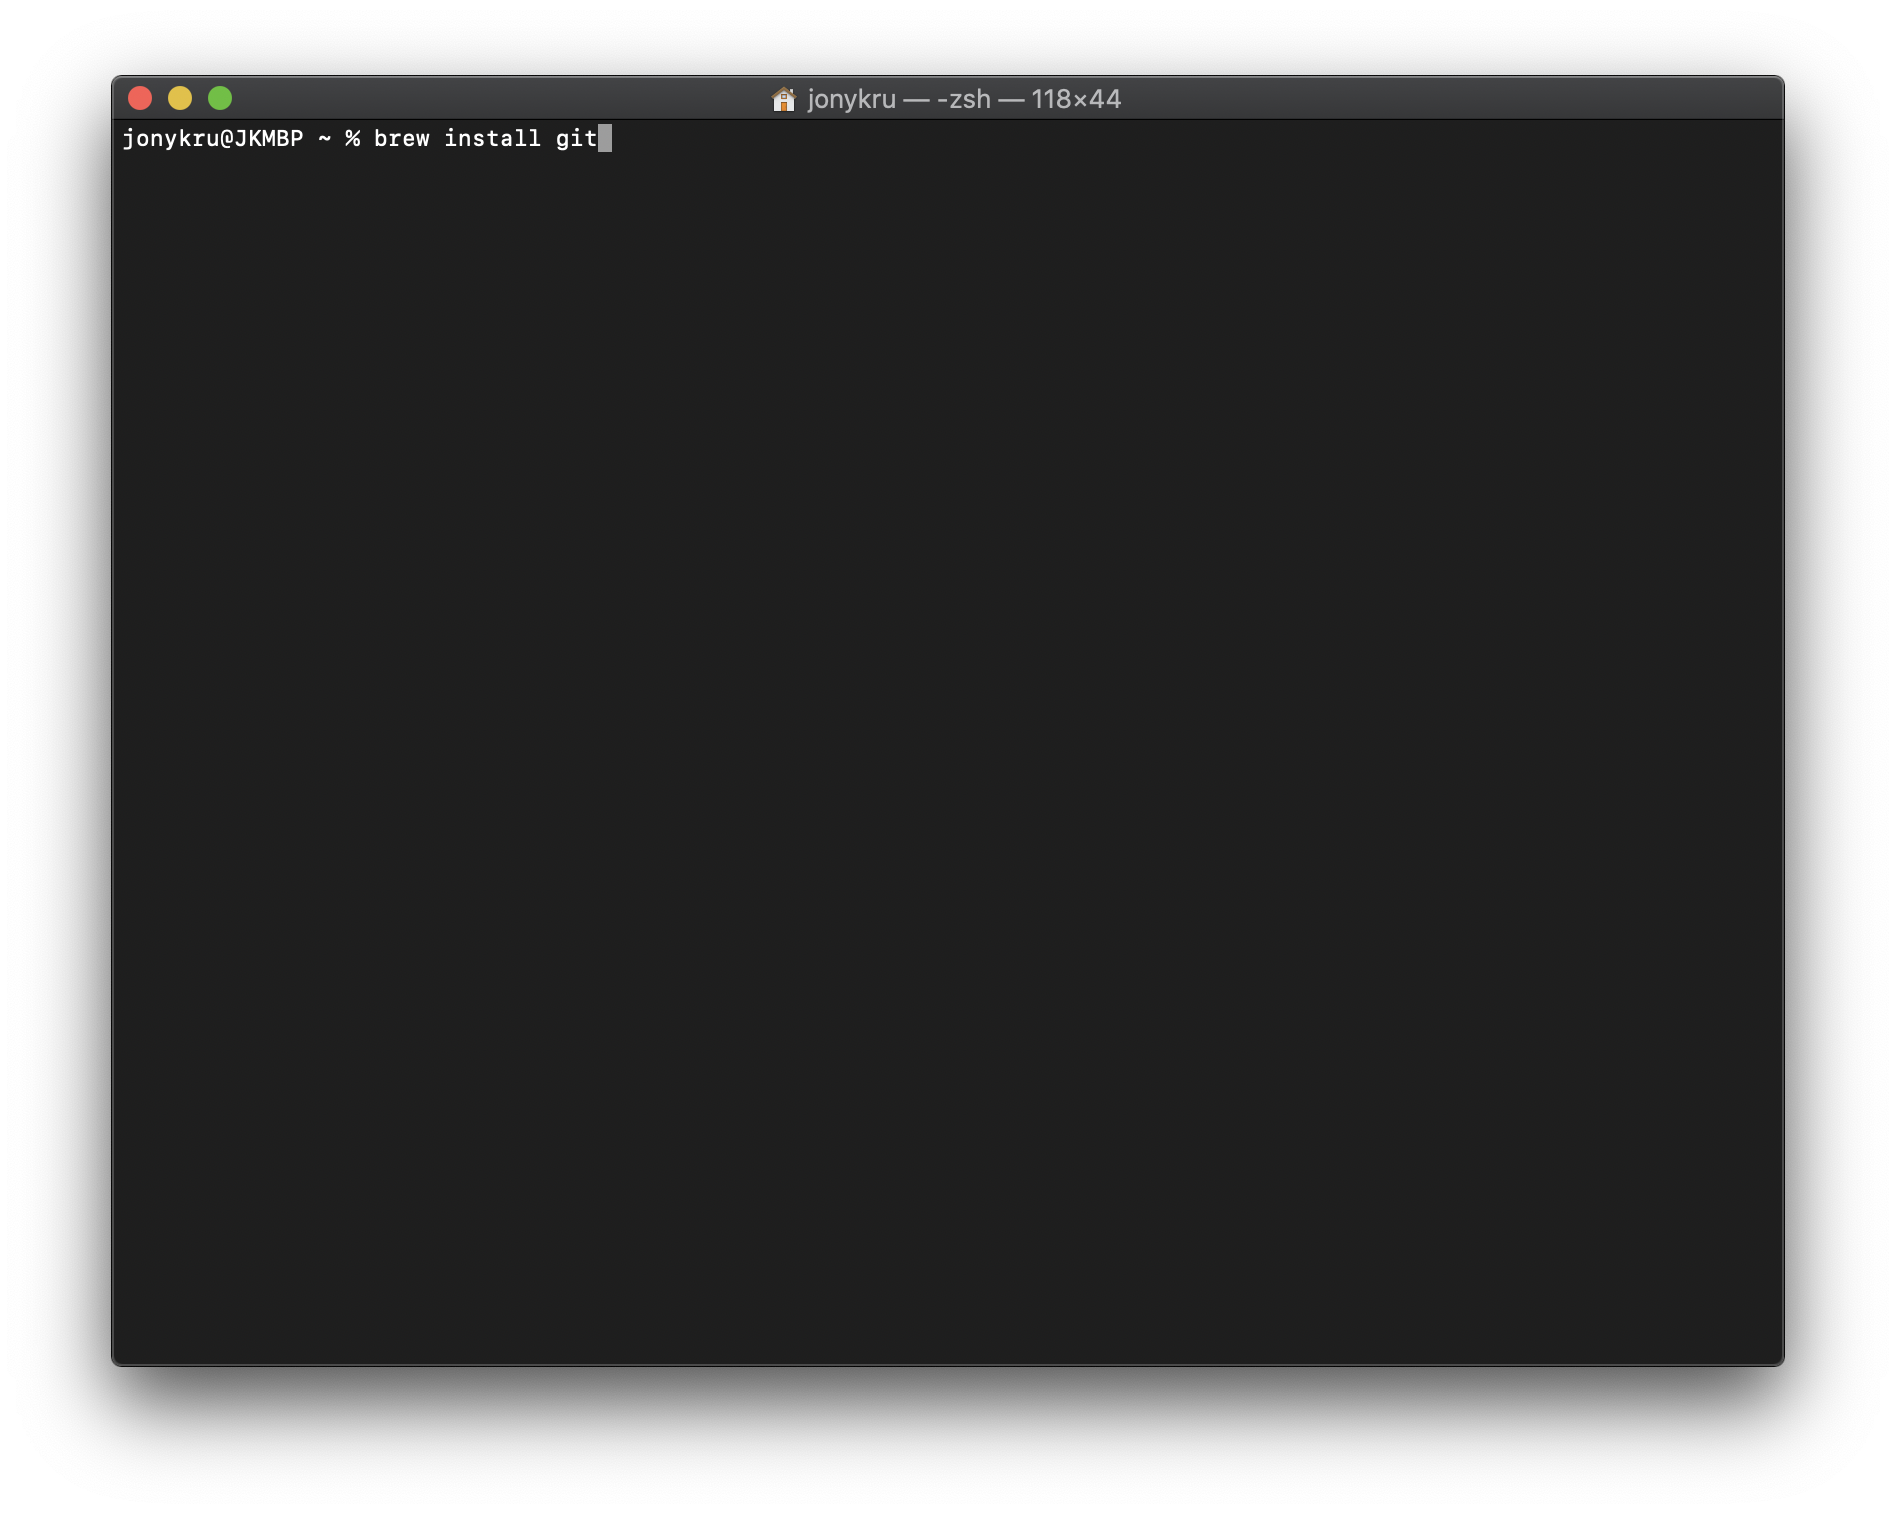 jonykru — -zsh — 118×44
jonykru@JKMBP ~ % brew install git